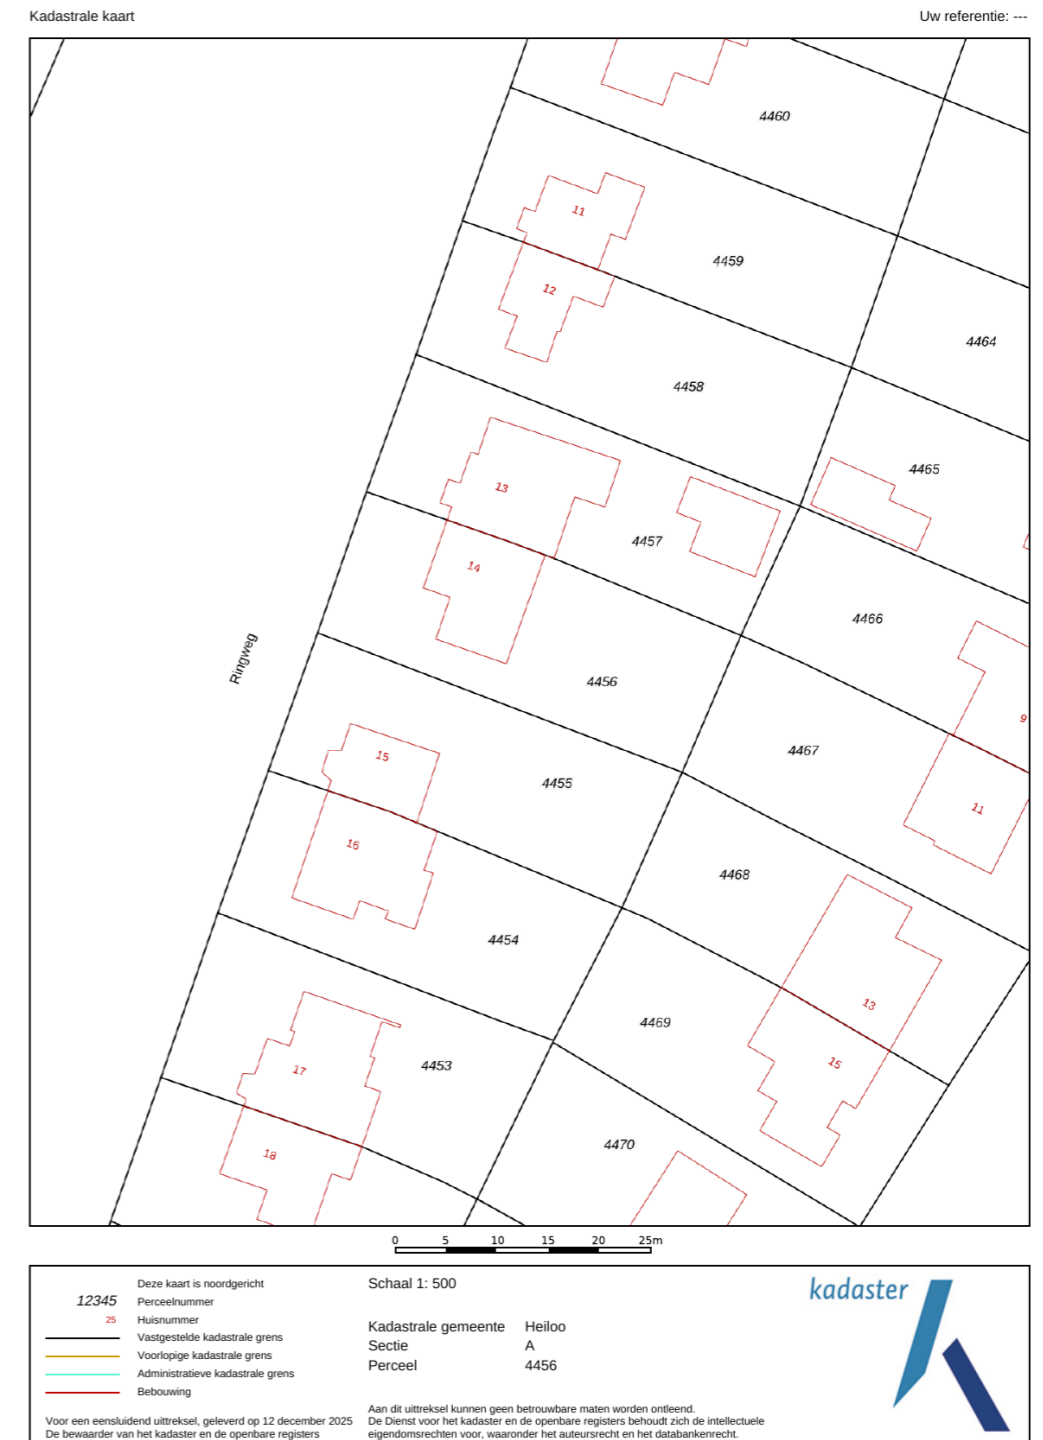 Kadastrale kaart
Uw referentie: ---
4460
11
4459
12
4464
4458
4465
13
4457
14
4466
Ringweg
4456
9
15
4467
4455
11
16
4468
4454
13
4469
17
4453
15
4470
18
0 5 10 15 20 25m
Deze kaart is noordgericht
12345 Perceelnummer
25 Huisnummer
Vastgestelde kadastrale grens
Voorlopige kadastrale grens
Administratieve kadastrale grens
Bebouwing
Voor een eensluidend uittreksel, geleverd op 12 december 2025
De bewaarder van het kadaster en de openbare registers
Schaal 1: 500
Kadastrale gemeente Heiloo
Sectie A
Perceel 4456
Aan dit uittreksel kunnen geen betrouwbare maten worden ontleend.
De Dienst voor het kadaster en de openbare registers behoudt zich de intellectuele
eigendomsrechten voor, waaronder het auteursrecht en het databankenrecht.
kadaster